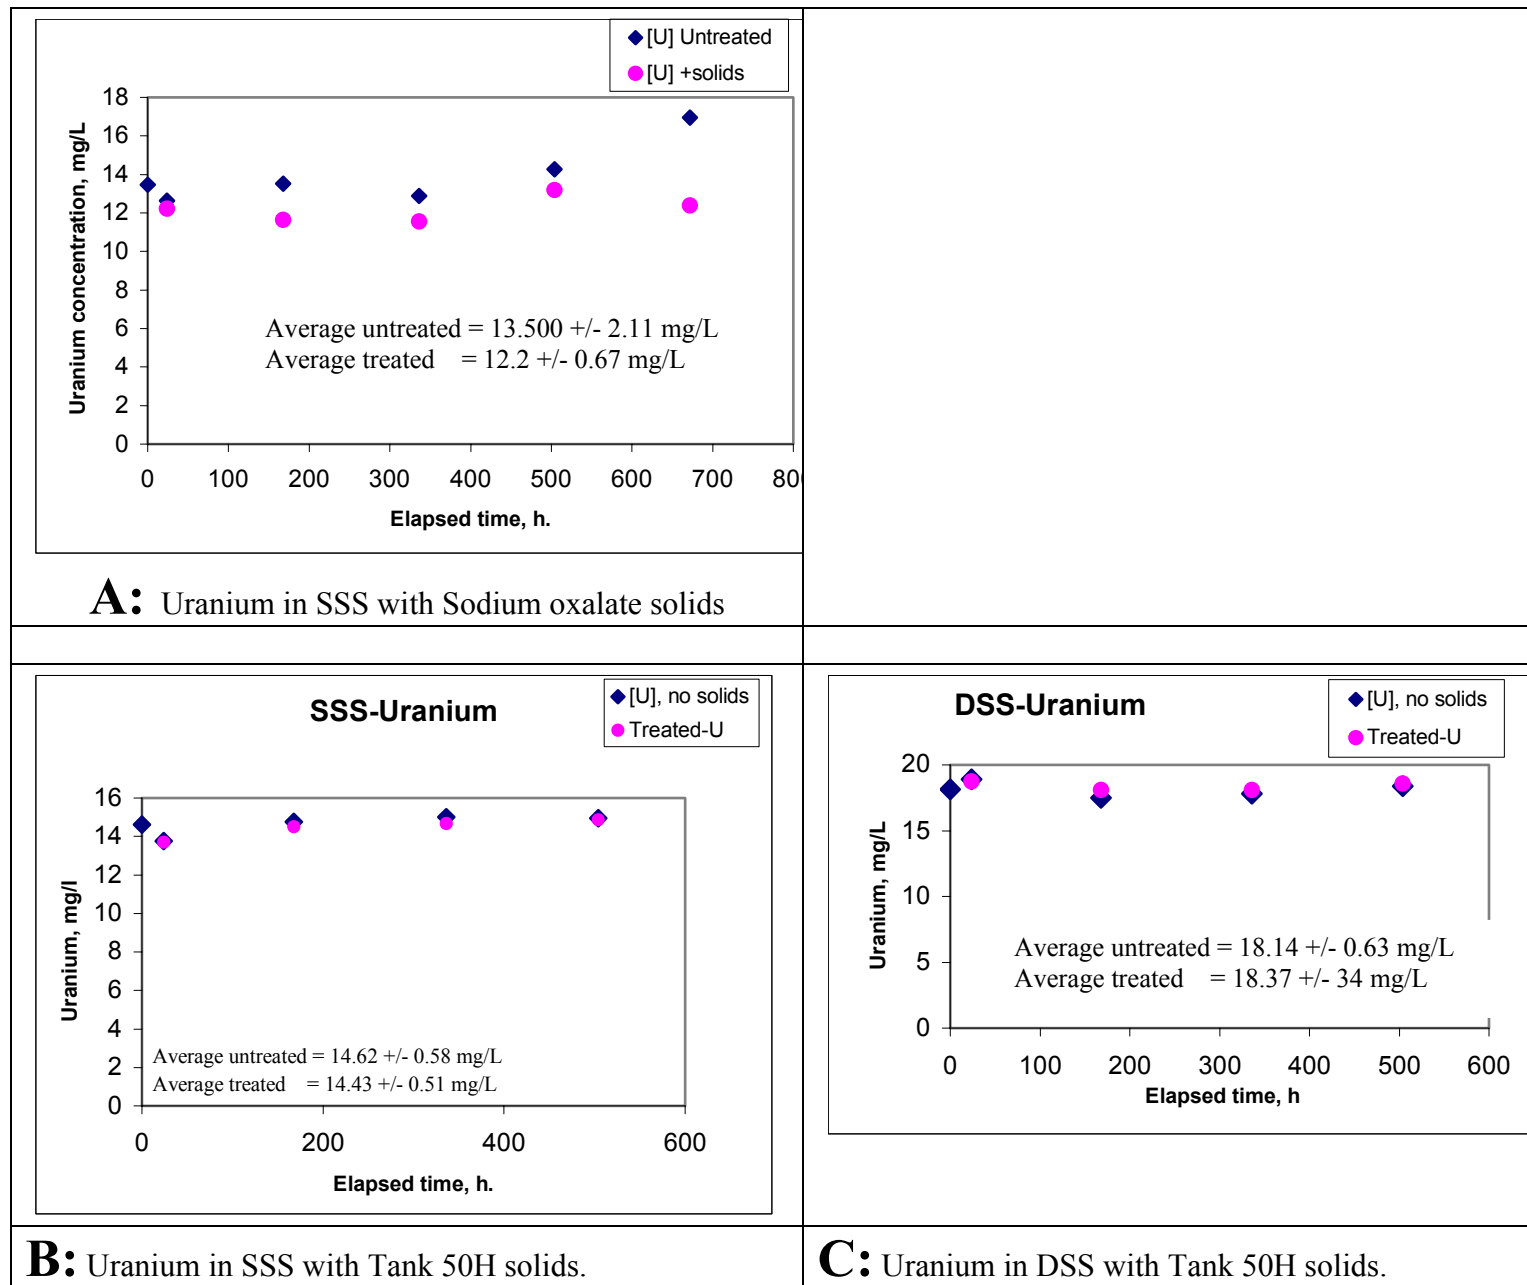 [U] Untreated
[U] +solids
18
16
14
12
10
8
6
4
2
0
Uranium concentration, mg/L
Average untreated = 13.500 +/- 2.11 mg/L
Average treated = 12.2 +/- 0.67 mg/L
0 100 200 300 400 500 600 700 80
Elapsed time, h.
A: Uranium in SSS with Sodium oxalate solids
SSS-Uranium
[U], no solids
Treated-U
16
14
12
10
8
6
4
2
0
Uranium, mg/l
Average untreated = 14.62 +/- 0.58 mg/L
Average treated = 14.43 +/- 0.51 mg/L
0 200 400 600
Elapsed time, h.
B: Uranium in SSS with Tank 50H solids.
DSS-Uranium
[U], no solids
Treated-U
20
15
10
5
0
Uranium, mg/L
Average untreated = 18.14 +/- 0.63 mg/L
Average treated = 18.37 +/- 34 mg/L
0 100 200 300 400 500 600
Elapsed time, h
C: Uranium in DSS with Tank 50H solids.